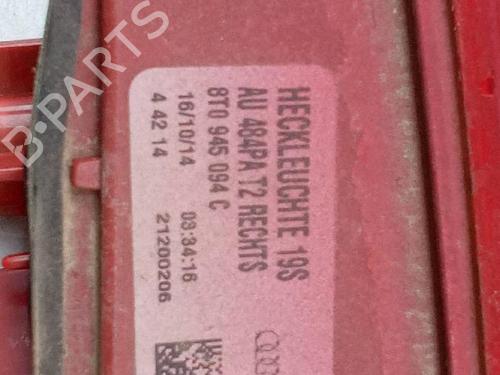 HECKLEUCHTE 19S
AU 484PA T2 RECHTS
8T0 945 094 C
16/10/14 03:34:16
4 42 14 21200206
B-PARTS